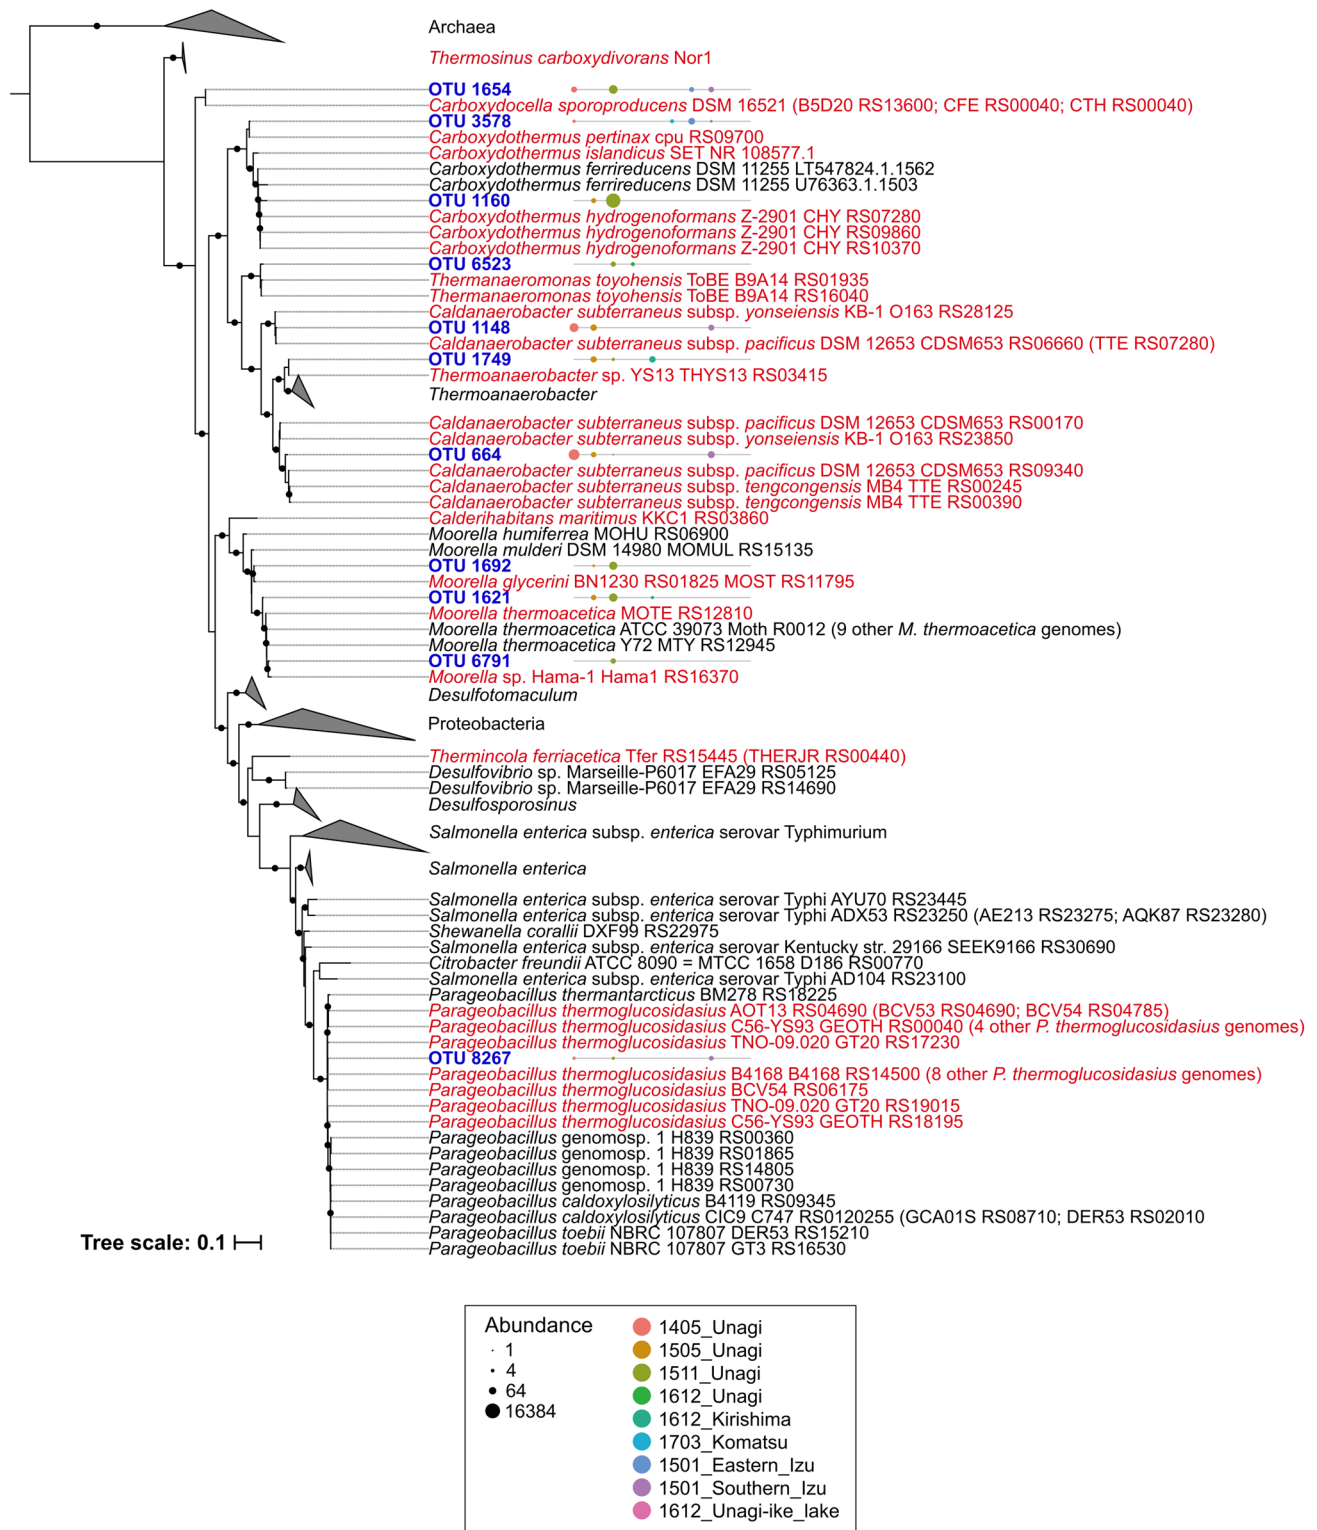 Archaea
Thermosinus carboxydivorans Nor1
OTU 1654
Carboxydocella sporoproducens DSM 16521 (B5D20 RS13600; CFE RS00040; CTH RS00040)
OTU 3578
Carboxydothermus pertinax cpu RS09700
Carboxydothermus islandicus SET NR 108577.1
Carboxydothermus ferrireducens DSM 11255 LT547824.1.1562
Carboxydothermus ferrireducens DSM 11255 U76363.1.1503
OTU 1160
Carboxydothermus hydrogenoformans Z-2901 CHY RS07280
Carboxydothermus hydrogenoformans Z-2901 CHY RS09860
Carboxydothermus hydrogenoformans Z-2901 CHY RS10370
OTU 6523
Thermanaeromonas toyohensis ToBE B9A14 RS01935
Thermanaeromonas toyohensis ToBE B9A14 RS16040
Caldanaerobacter subterraneus subsp. yonseiensis KB-1 O163 RS28125
OTU 1148
Caldanaerobacter subterraneus subsp. pacificus DSM 12653 CDSM653 RS06660 (TTE RS07280)
OTU 1749
Thermoanaerobacter sp. YS13 THYS13 RS03415
Thermoanaerobacter
Caldanaerobacter subterraneus subsp. pacificus DSM 12653 CDSM653 RS00170
Caldanaerobacter subterraneus subsp. yonseiensis KB-1 O163 RS23850
OTU 664
Caldanaerobacter subterraneus subsp. pacificus DSM 12653 CDSM653 RS09340
Caldanaerobacter subterraneus subsp. tengcongensis MB4 TTE RS00245
Caldanaerobacter subterraneus subsp. tengcongensis MB4 TTE RS00390
Calderihabitans maritimus KKC1 RS03860
Moorella humiferrea MOHU RS06900
Moorella mulderi DSM 14980 MOMUL RS15135
OTU 1692
Moorella glycerini BN1230 RS01825 MOST RS11795
OTU 1621
Moorella thermoacetica MOTE RS12810
Moorella thermoacetica ATCC 39073 Moth R0012 (9 other M. thermoacetica genomes)
Moorella thermoacetica Y72 MTY RS12945
OTU 6791
Moorella sp. Hama-1 Hama1 RS16370
Desulfotomaculum
Proteobacteria
Thermincola ferriacetica Tfer RS15445 (THERJR RS00440)
Desulfovibrio sp. Marseille-P6017 EFA29 RS05125
Desulfovibrio sp. Marseille-P6017 EFA29 RS14690
Desulfosporosinus
Salmonella enterica subsp. enterica serovar Typhimurium
Salmonella enterica
Salmonella enterica subsp. enterica serovar Typhi AYU70 RS23445
Salmonella enterica subsp. enterica serovar Typhi ADX53 RS23250 (AE213 RS23275; AQK87 RS23280)
Shewanella corallii DXF99 RS22975
Salmonella enterica subsp. enterica serovar Kentucky str. 29166 SEEK9166 RS30690
Citrobacter freundii ATCC 8090 = MTCC 1658 D186 RS00770
Salmonella enterica subsp. enterica serovar Typhi AD104 RS23100
Parageobacillus thermantarcticus BM278 RS18225
Parageobacillus thermoglucosidasius AOT13 RS04690 (BCV53 RS04690; BCV54 RS04785)
Parageobacillus thermoglucosidasius C56-YS93 GEOTH RS00040 (4 other P. thermoglucosidasius genomes)
Parageobacillus thermoglucosidasius TNO-09.020 GT20 RS17230
OTU 8267
Parageobacillus thermoglucosidasius B4168 B4168 RS14500 (8 other P. thermoglucosidasius genomes)
Parageobacillus thermoglucosidasius BCV54 RS06175
Parageobacillus thermoglucosidasius TNO-09.020 GT20 RS19015
Parageobacillus thermoglucosidasius C56-YS93 GEOTH RS18195
Parageobacillus genomosp. 1 H839 RS00360
Parageobacillus genomosp. 1 H839 RS01865
Parageobacillus genomosp. 1 H839 RS14805
Parageobacillus genomosp. 1 H839 RS00730
Parageobacillus caldoxylosilyticus B4119 RS09345
Parageobacillus caldoxylosilyticus CIC9 C747 RS0120255 (GCA01S RS08710; DER53 RS02010
Parageobacillus toebii NBRC 107807 DER53 RS15210
Parageobacillus toebii NBRC 107807 GT3 RS16530
Tree scale: 0.1
Abundance
1
4
64
16384
1405_Unagi
1505_Unagi
1511_Unagi
1612_Unagi
1612_Kirishima
1703_Komatsu
1501_Eastern_Izu
1501_Southern_Izu
1612_Unagi-ike_lake